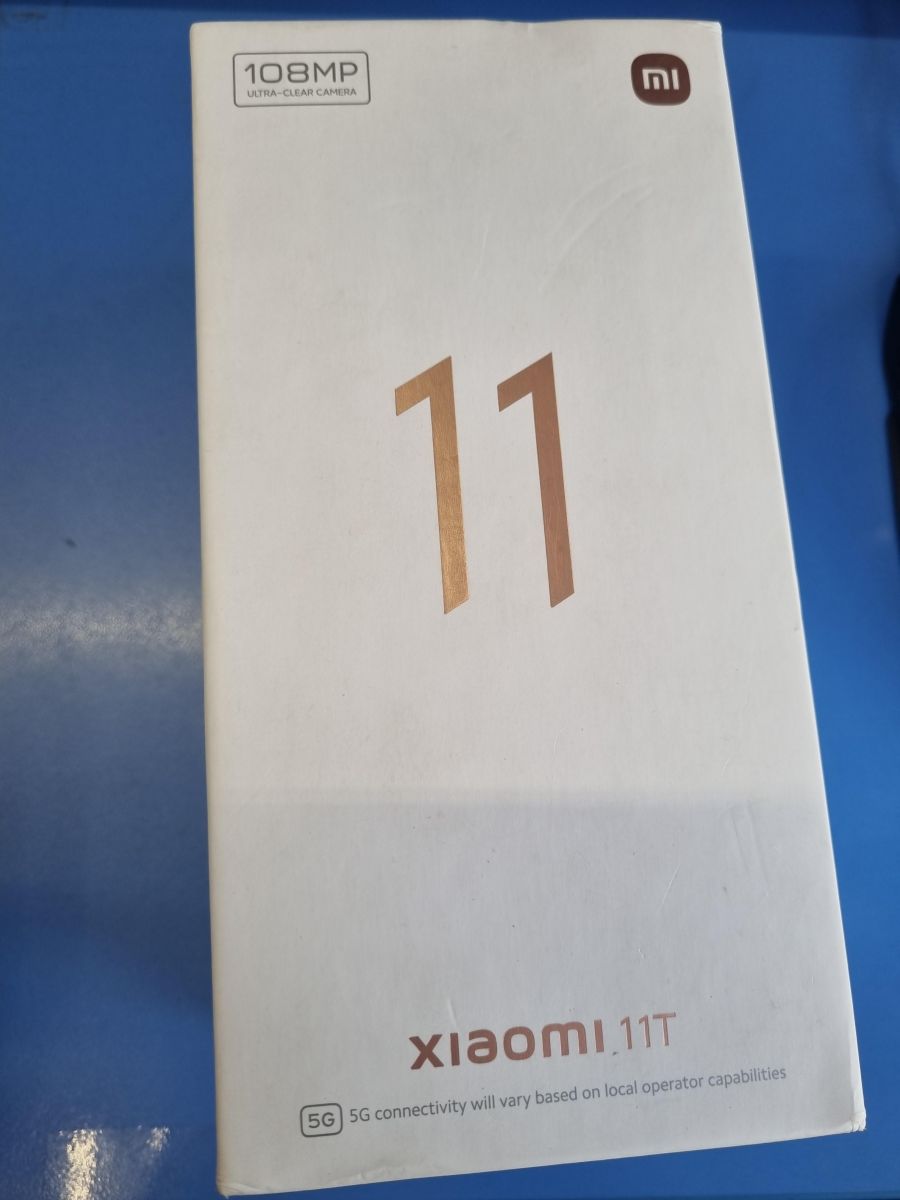 108MP
ULTRA-CLEAR CAMERA
mi
11
xiaomi 11T
5G 5G connectivity will vary based on local operator capabilities